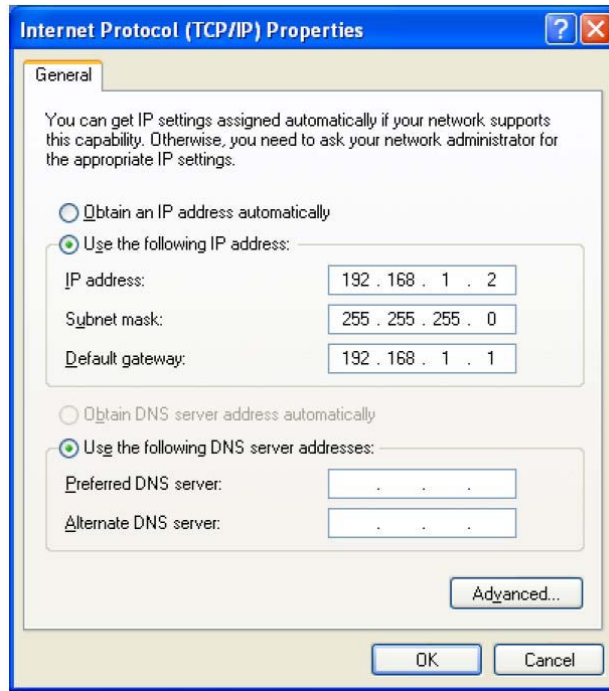 Internet Protocol (TCP/IP) Properties
General
You can get IP settings assigned automatically if your network supports
this capability. Otherwise, you need to ask your network administrator for
the appropriate IP settings.
Obtain an IP address automatically
Use the following IP address:
IP address: 192 . 168 . 1 . 2
Subnet mask: 255 . 255 . 255 . 0
Default gateway: 192 . 168 . 1 . 1
Obtain DNS server address automatically
Use the following DNS server addresses:
Preferred DNS server: . . .
Alternate DNS server: . . .
Advanced...
OK Cancel